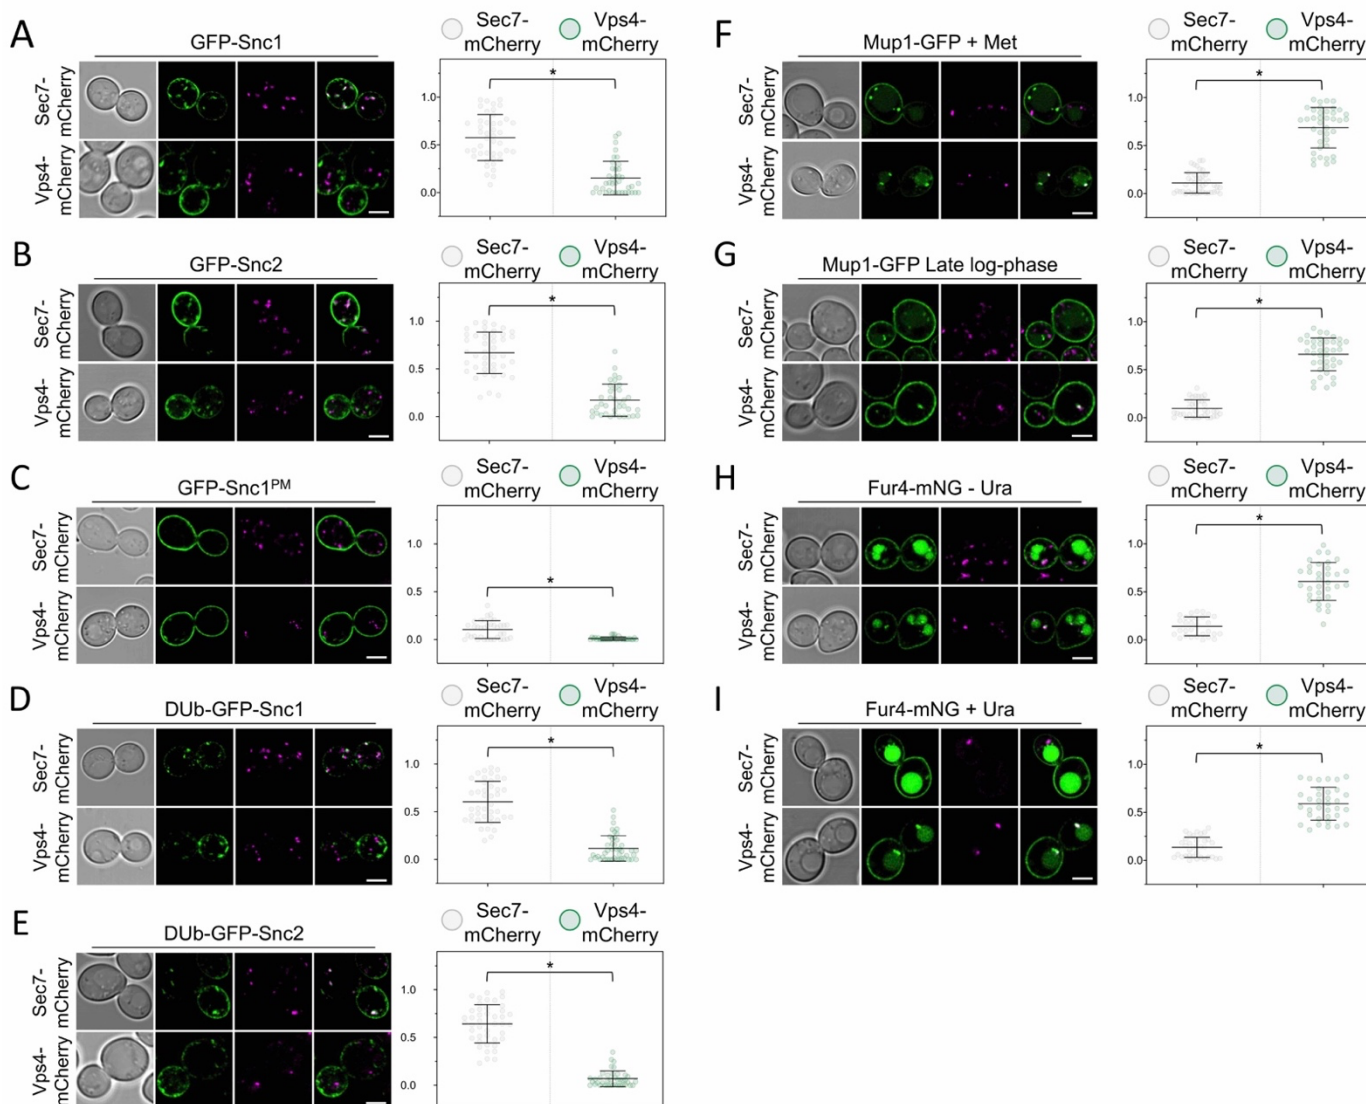 A
GFP-Snc1
Sec7-
mCherry
Vps4-
mCherry
Sec7-
mCherry
Vps4-
mCherry
*
1.0
0.5
0.0
B
GFP-Snc2
Sec7-
mCherry
Vps4-
mCherry
Sec7-
mCherry
Vps4-
mCherry
*
1.0
0.5
0.0
C
GFP-Snc1ᴾᴹ
Sec7-
mCherry
Vps4-
mCherry
Sec7-
mCherry
Vps4-
mCherry
*
1.0
0.5
0.0
D
DUb-GFP-Snc1
Sec7-
mCherry
Vps4-
mCherry
Sec7-
mCherry
Vps4-
mCherry
*
1.0
0.5
0.0
E
DUb-GFP-Snc2
Sec7-
mCherry
Vps4-
mCherry
Sec7-
mCherry
Vps4-
mCherry
*
1.0
0.5
0.0
F
Mup1-GFP + Met
Sec7-
mCherry
Vps4-
mCherry
Sec7-
mCherry
Vps4-
mCherry
*
1.0
0.5
0.0
G
Mup1-GFP Late log-phase
Sec7-
mCherry
Vps4-
mCherry
Sec7-
mCherry
Vps4-
mCherry
*
1.0
0.5
0.0
H
Fur4-mNG - Ura
Sec7-
mCherry
Vps4-
mCherry
Sec7-
mCherry
Vps4-
mCherry
*
1.0
0.5
0.0
I
Fur4-mNG + Ura
Sec7-
mCherry
Vps4-
mCherry
Sec7-
mCherry
Vps4-
mCherry
*
1.0
0.5
0.0